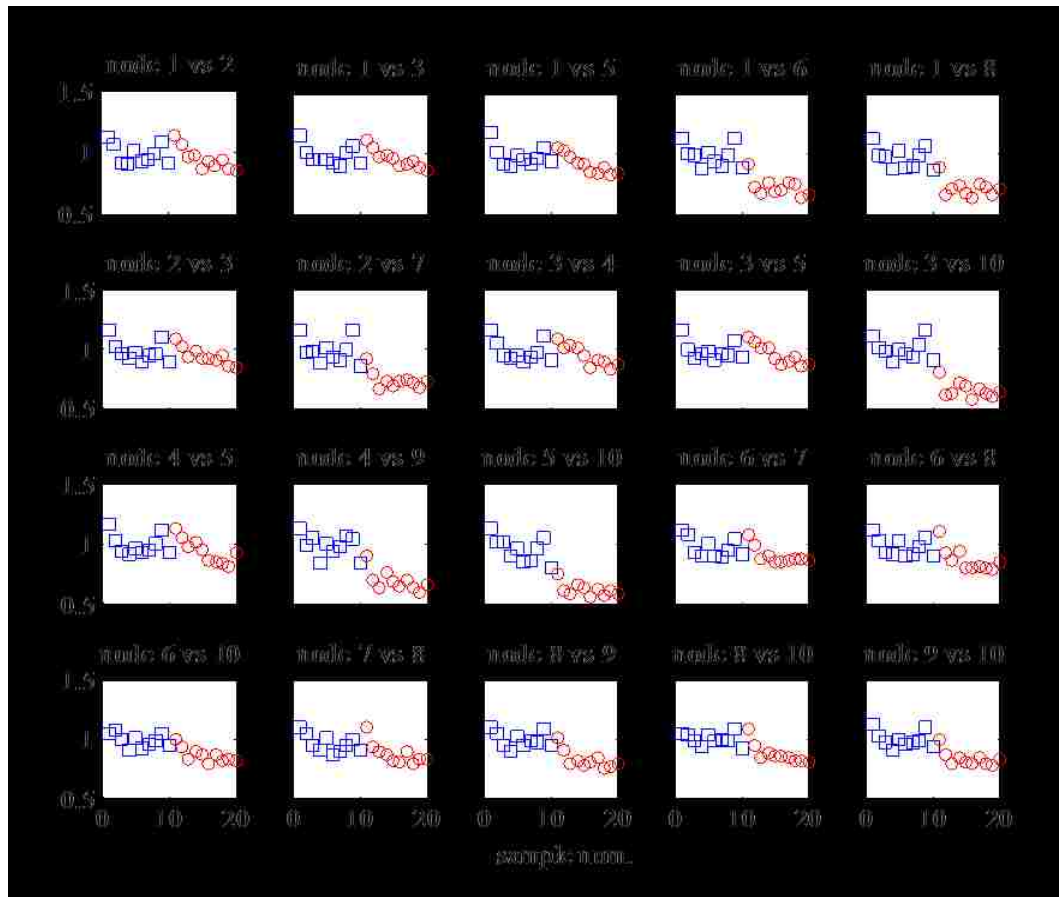 node 1 vs 2
node 1 vs 3
node 1 vs 5
node 1 vs 6
node 1 vs 8
1.5
1
0.5
node 2 vs 3
node 2 vs 7
node 3 vs 4
node 3 vs 5
node 3 vs 10
1.5
1
0.5
node 4 vs 5
node 4 vs 9
node 5 vs 10
node 6 vs 7
node 6 vs 8
1.5
1
0.5
node 6 vs 10
node 7 vs 8
node 8 vs 9
node 8 vs 10
node 9 vs 10
1.5
1
0.5
0 10 20
0 10 20
0 10 20
0 10 20
0 10 20
sample num.